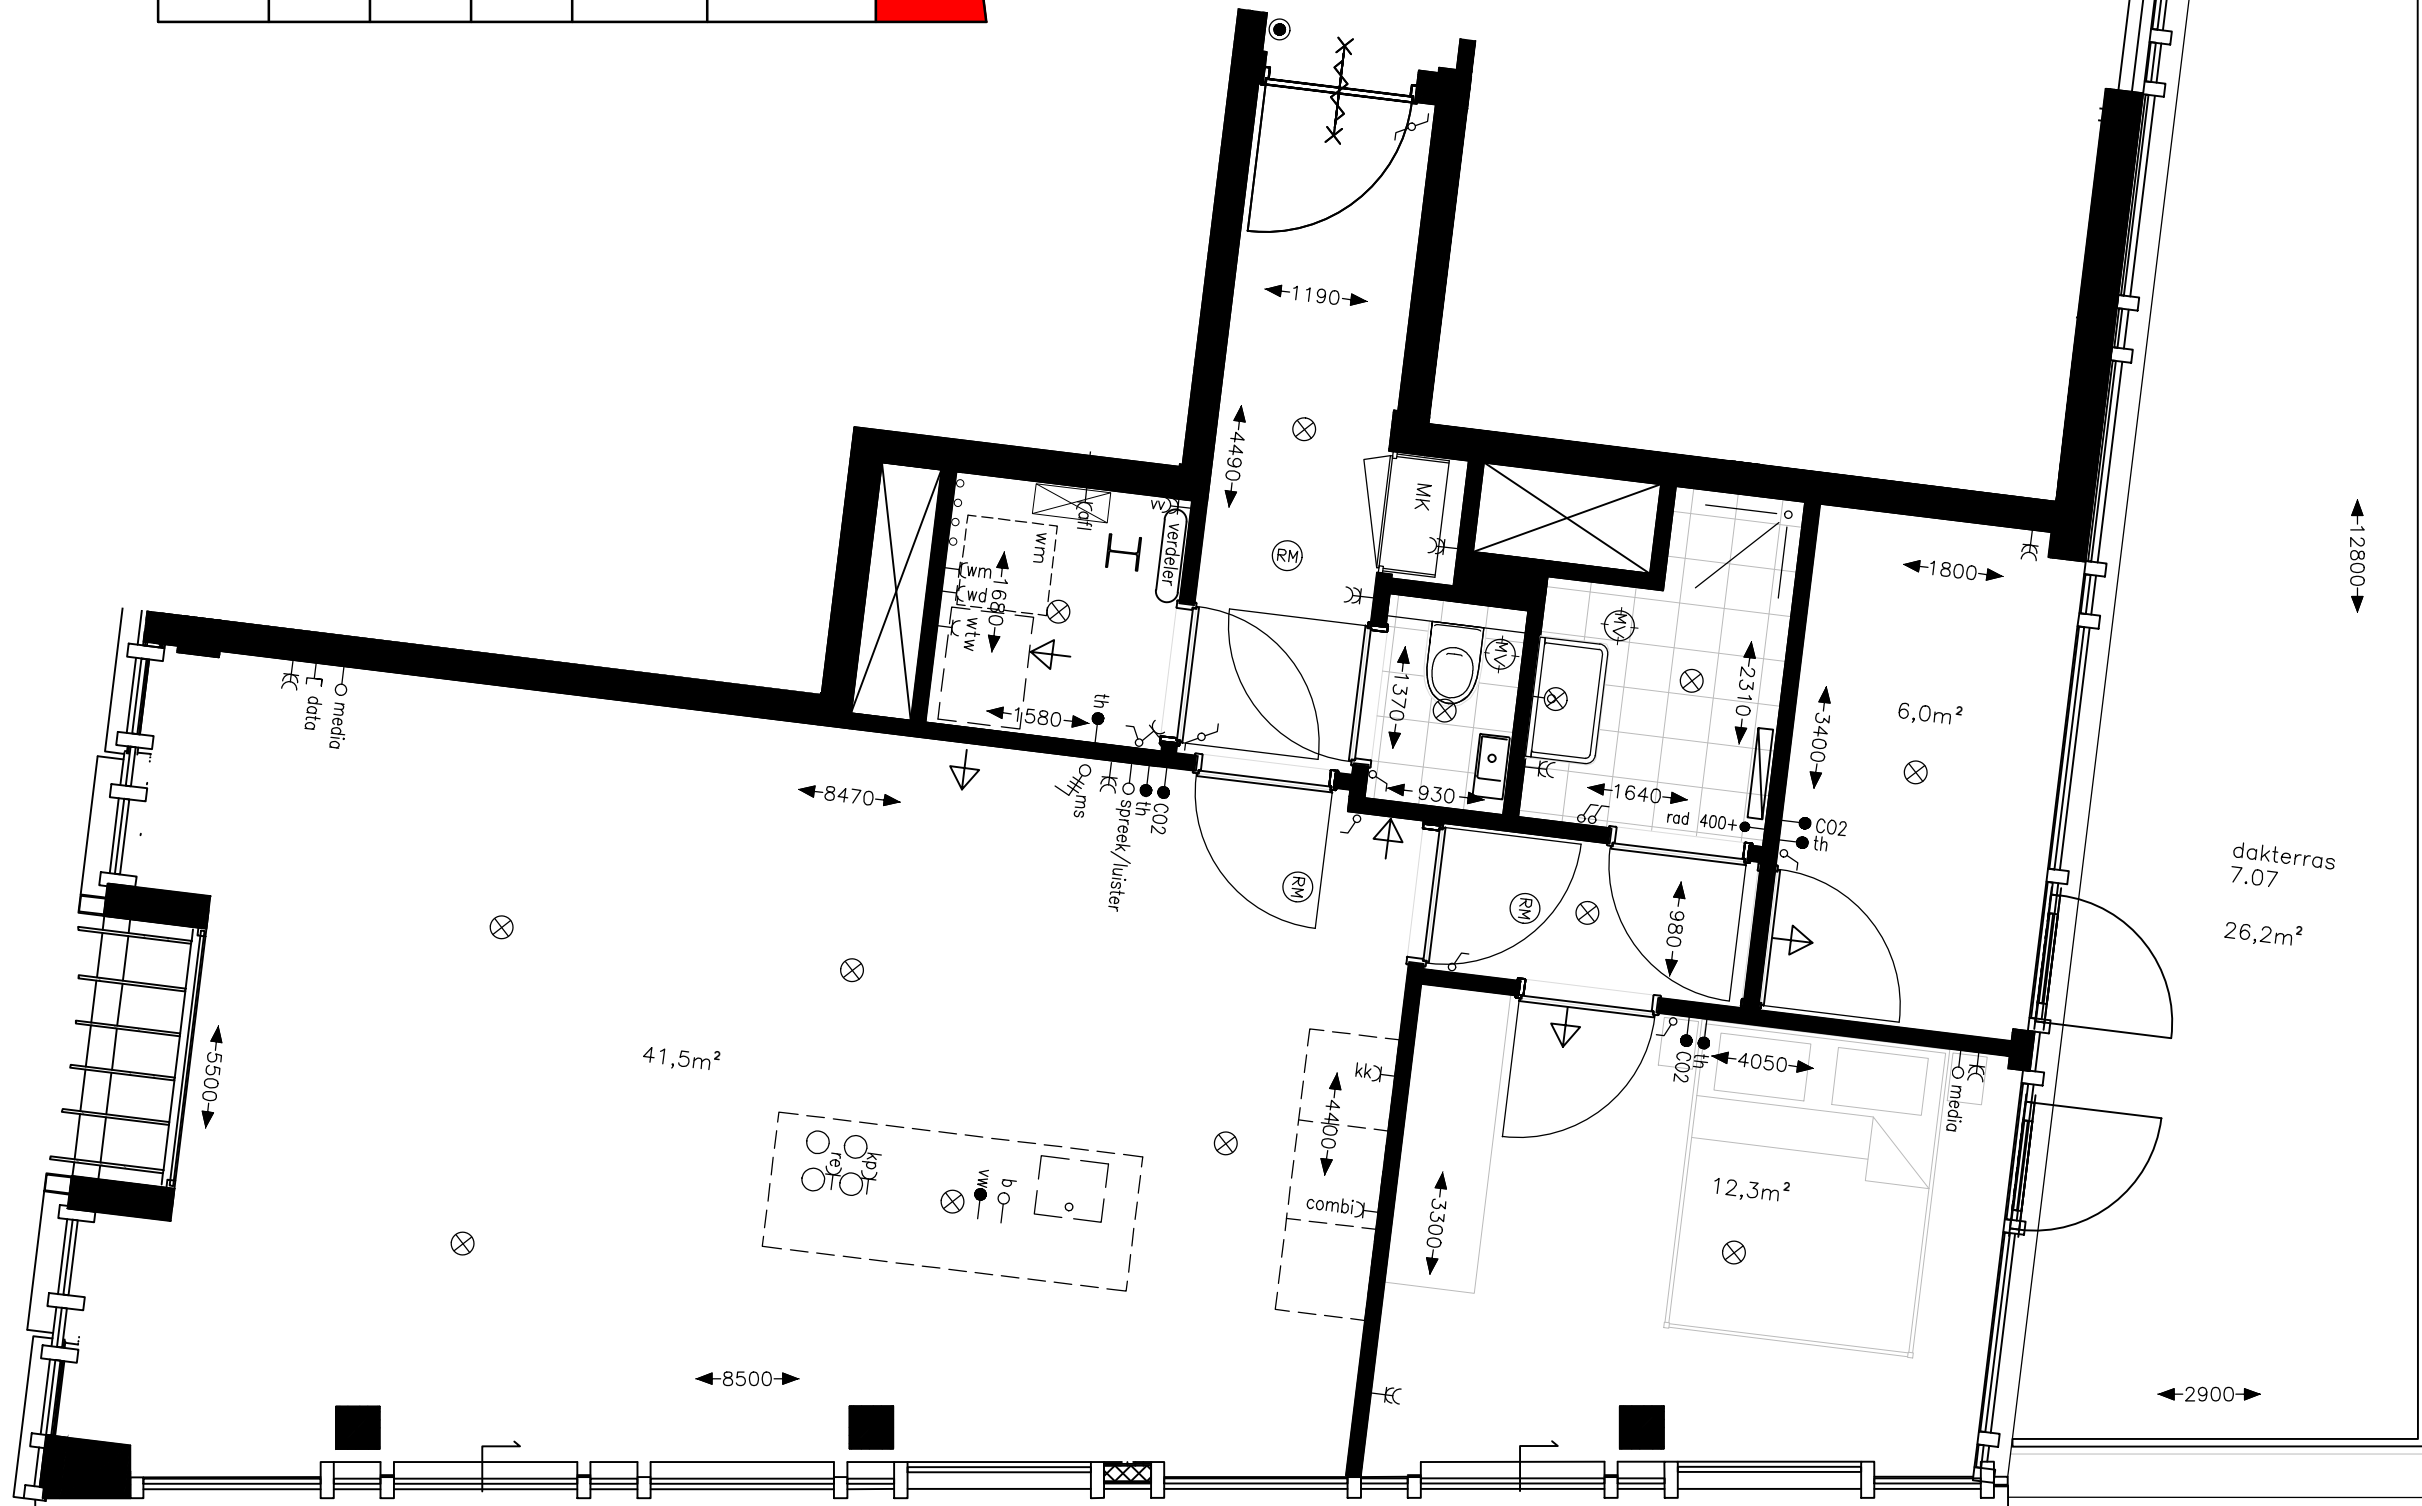 1190
4490
MK
RM
w
verdeler
wm
wm
wd
1680
wtw
1580
th
MV
MV
1370
930
2310
1640
rad 400+
1800
3400
6,0m²
CO2
th
12800
dakterras
7.07
26,2m²
data
media
8470
ms
spreek/luister
th
CO2
RM
RM
980
5500
41,5m²
kk
4400
combi
re
kp
vw
b
3300
CO2
th
4050
media
12,3m²
8500
2900